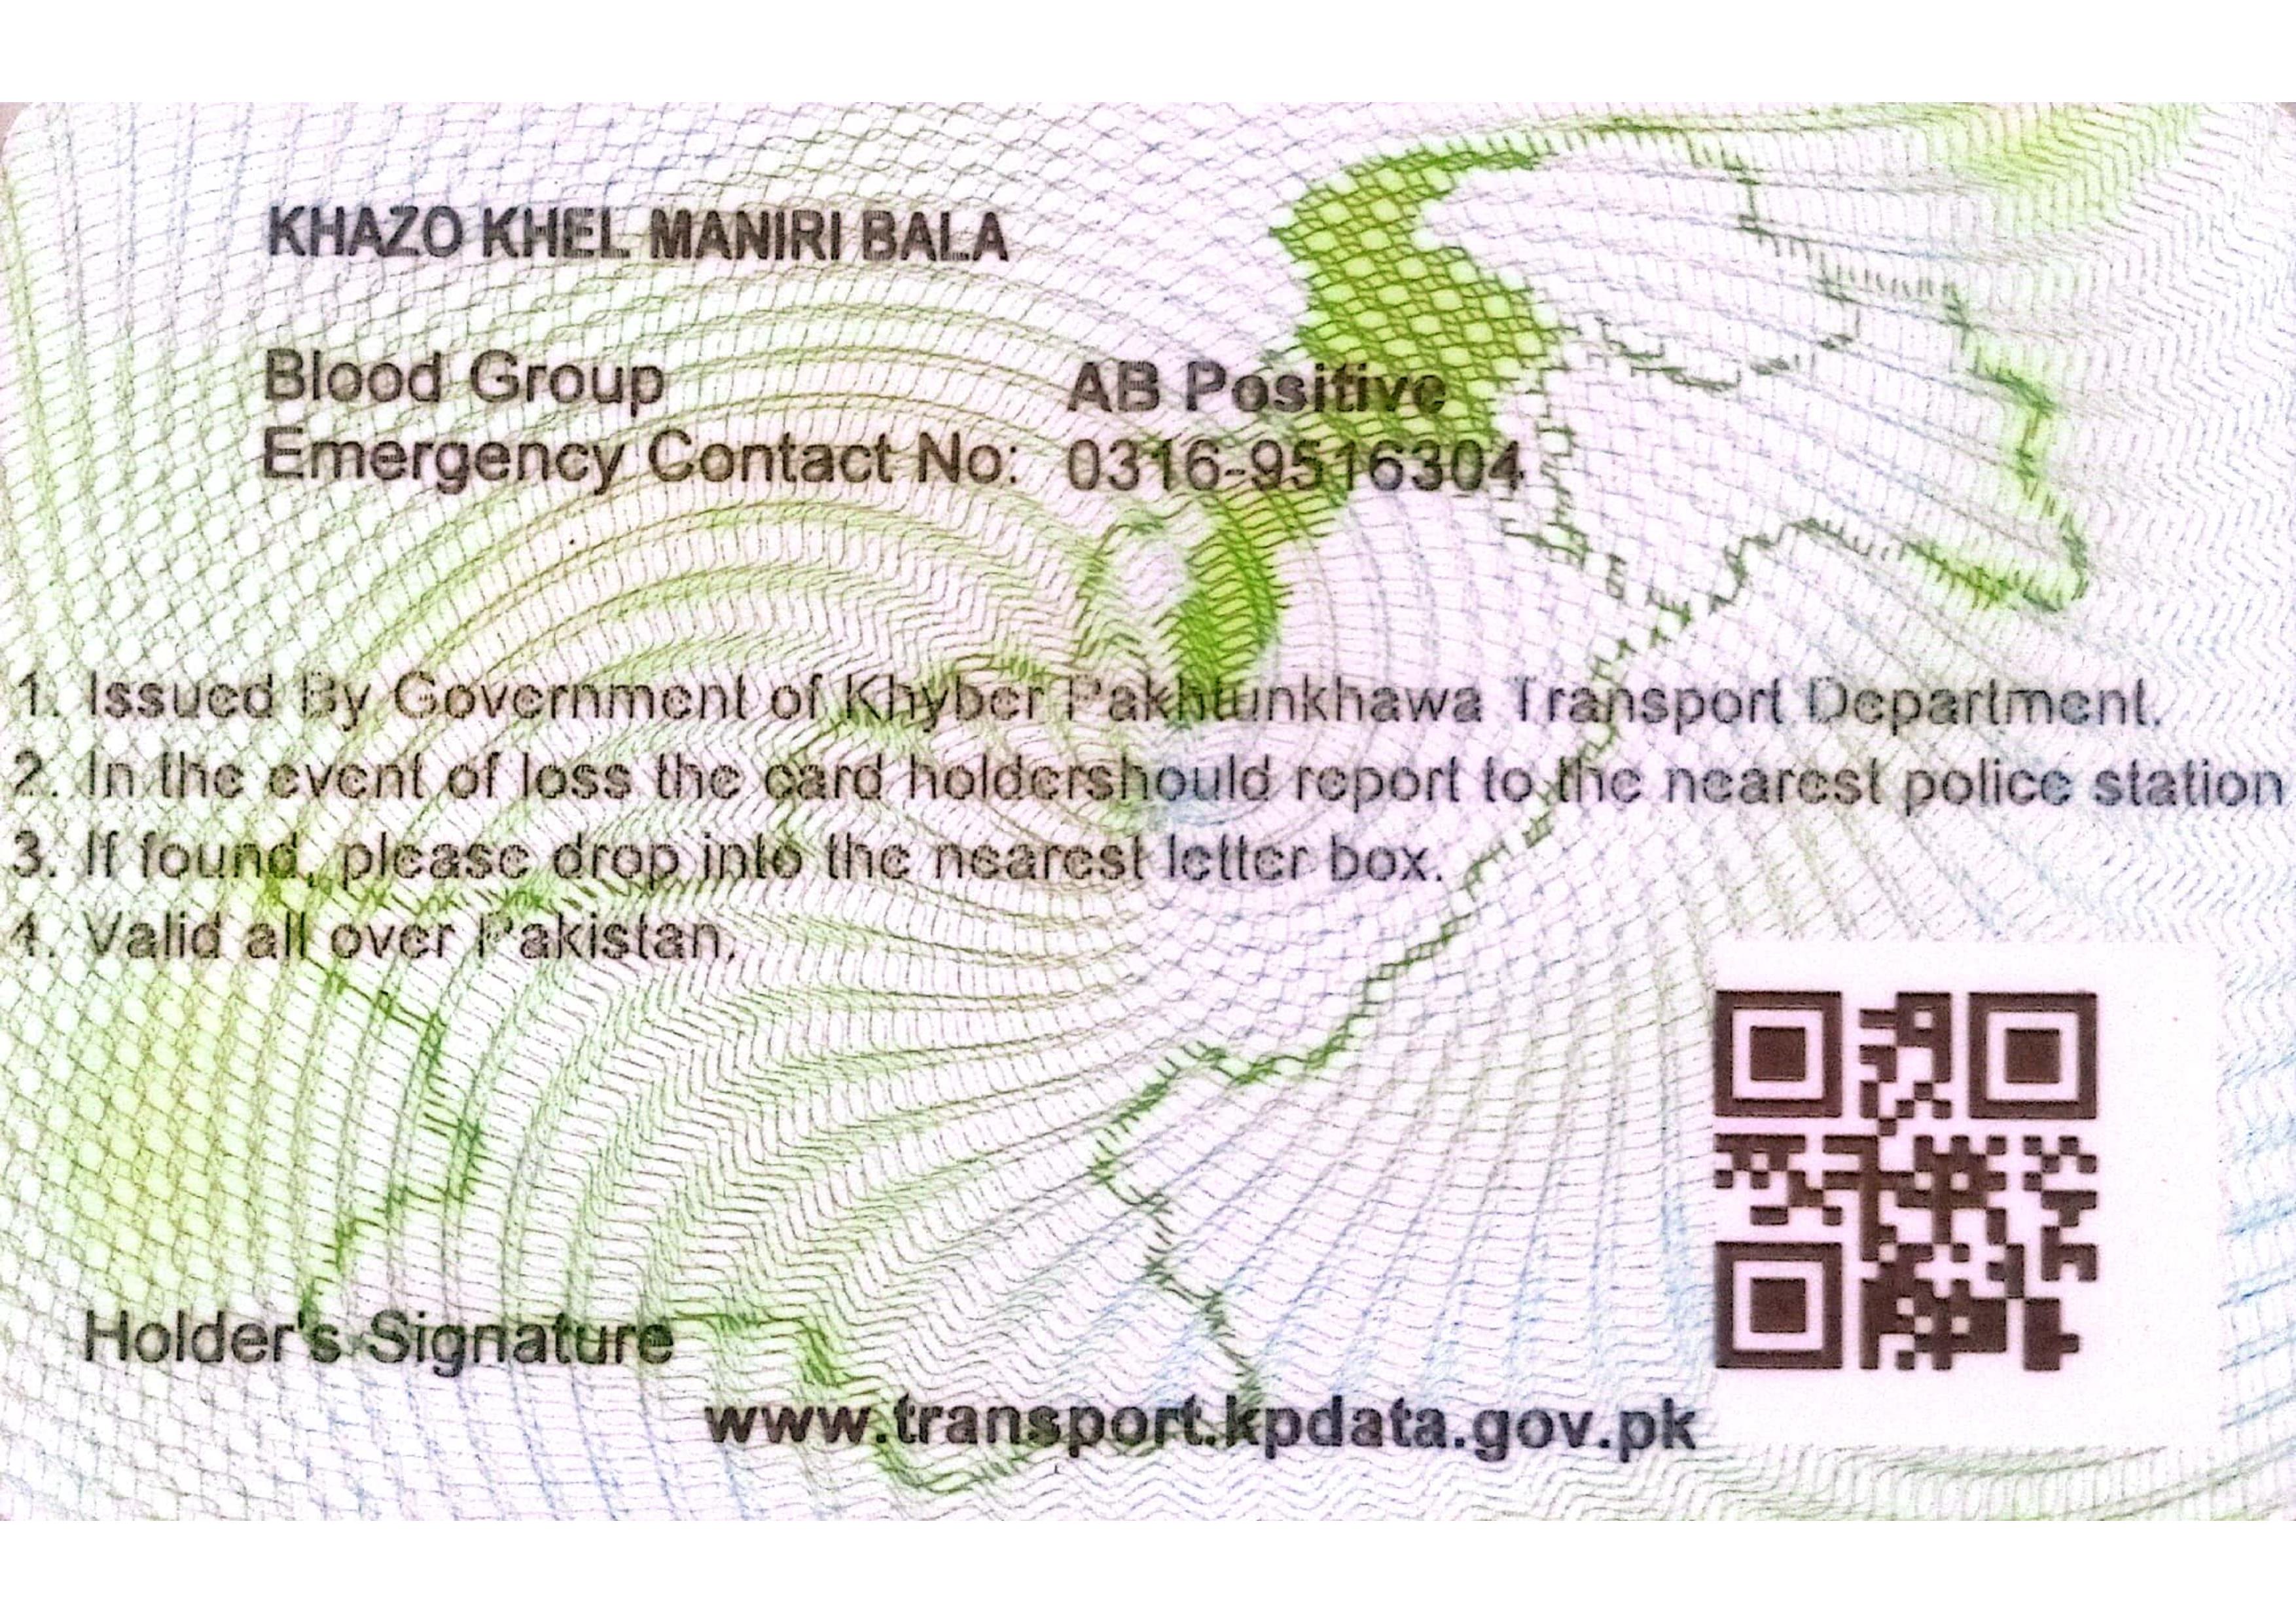 KHAZO KHEL MANIRI BALA
Blood Group AB Positive
Emergency Contact No: 0316-9516304
1. Issued By Government of Khyber Pakhtunkhawa Transport Department.
2. In the event of loss the card holdershould report to the nearest police station
3. If found, please drop into the nearest letter box.
4. Valid all over Pakistan.
Holder's Signature
www.transport.kpdata.gov.pk